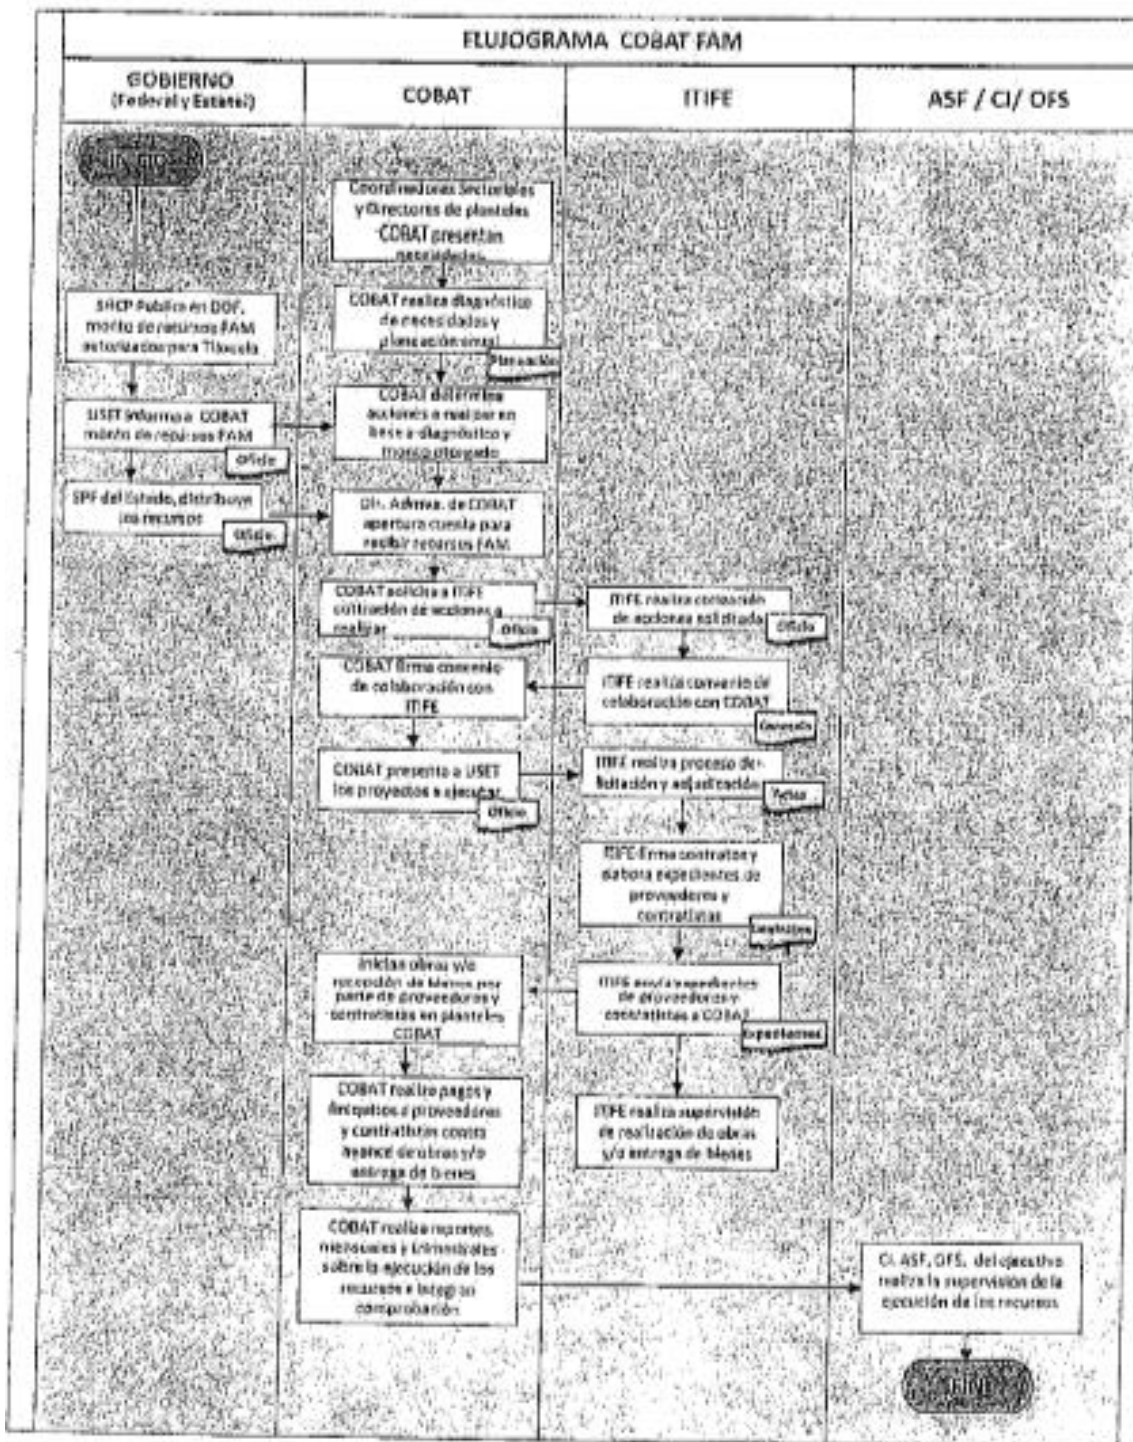 FLUJOGRAMA COBAT FAM
GOBIERNO
(Federal y Estatal)
COBAT
ITIFE
ASF / CI/ OFS
INICIO
Coordinadores Sectoriales
y Directores de planteles
COBAT presentan
necesidades
SHCP Publica en DOF,
monto de recursos FAM
autorizados para Tlaxcala
COBAT realiza diagnóstico
de necesidades y
planeación anual
Planeación
USET informa a COBAT
monto de recursos FAM
Oficio
COBAT determina
acciones a realizar en
base a diagnóstico y
monto otorgado
SPF del Estado, distribuye
los recursos
Oficio
Dir. Admva. de COBAT
apertura cuenta para
recibir recursos FAM
COBAT solicita a ITIFE
cotización de acciones a
realizar
Oficio
ITIFE realiza cotización
de acciones solicitada
Oficio
COBAT firma convenio
de colaboración con
ITIFE
ITIFE realiza convenio de
colaboración con COBAT
Convenio
COBAT presenta a USET
los proyectos a ejecutar
Oficio
ITIFE realiza proceso de
licitación y adjudicación
ITIFE firma contratos y
elabora expedientes de
proveedores y
contratistas
Contratos
Inician obras y/o
recepción de bienes por
parte de proveedores y
contratistas en planteles
COBAT
ITIFE envía expedientes
de proveedores y
contratistas a COBAT
Expedientes
COBAT realiza pagos y
finiquitos a proveedores
y contratistas contra
avance de obras y/o
entrega de bienes
ITIFE realiza supervisión
de realización de obras
y/o entrega de bienes
COBAT realiza reportes
mensuales y trimestrales
sobre la ejecución de los
recursos e integran
comprobación
CI, ASF, OFS, del ejecutivo
realiza la supervisión de la
ejecución de los recursos
FIN